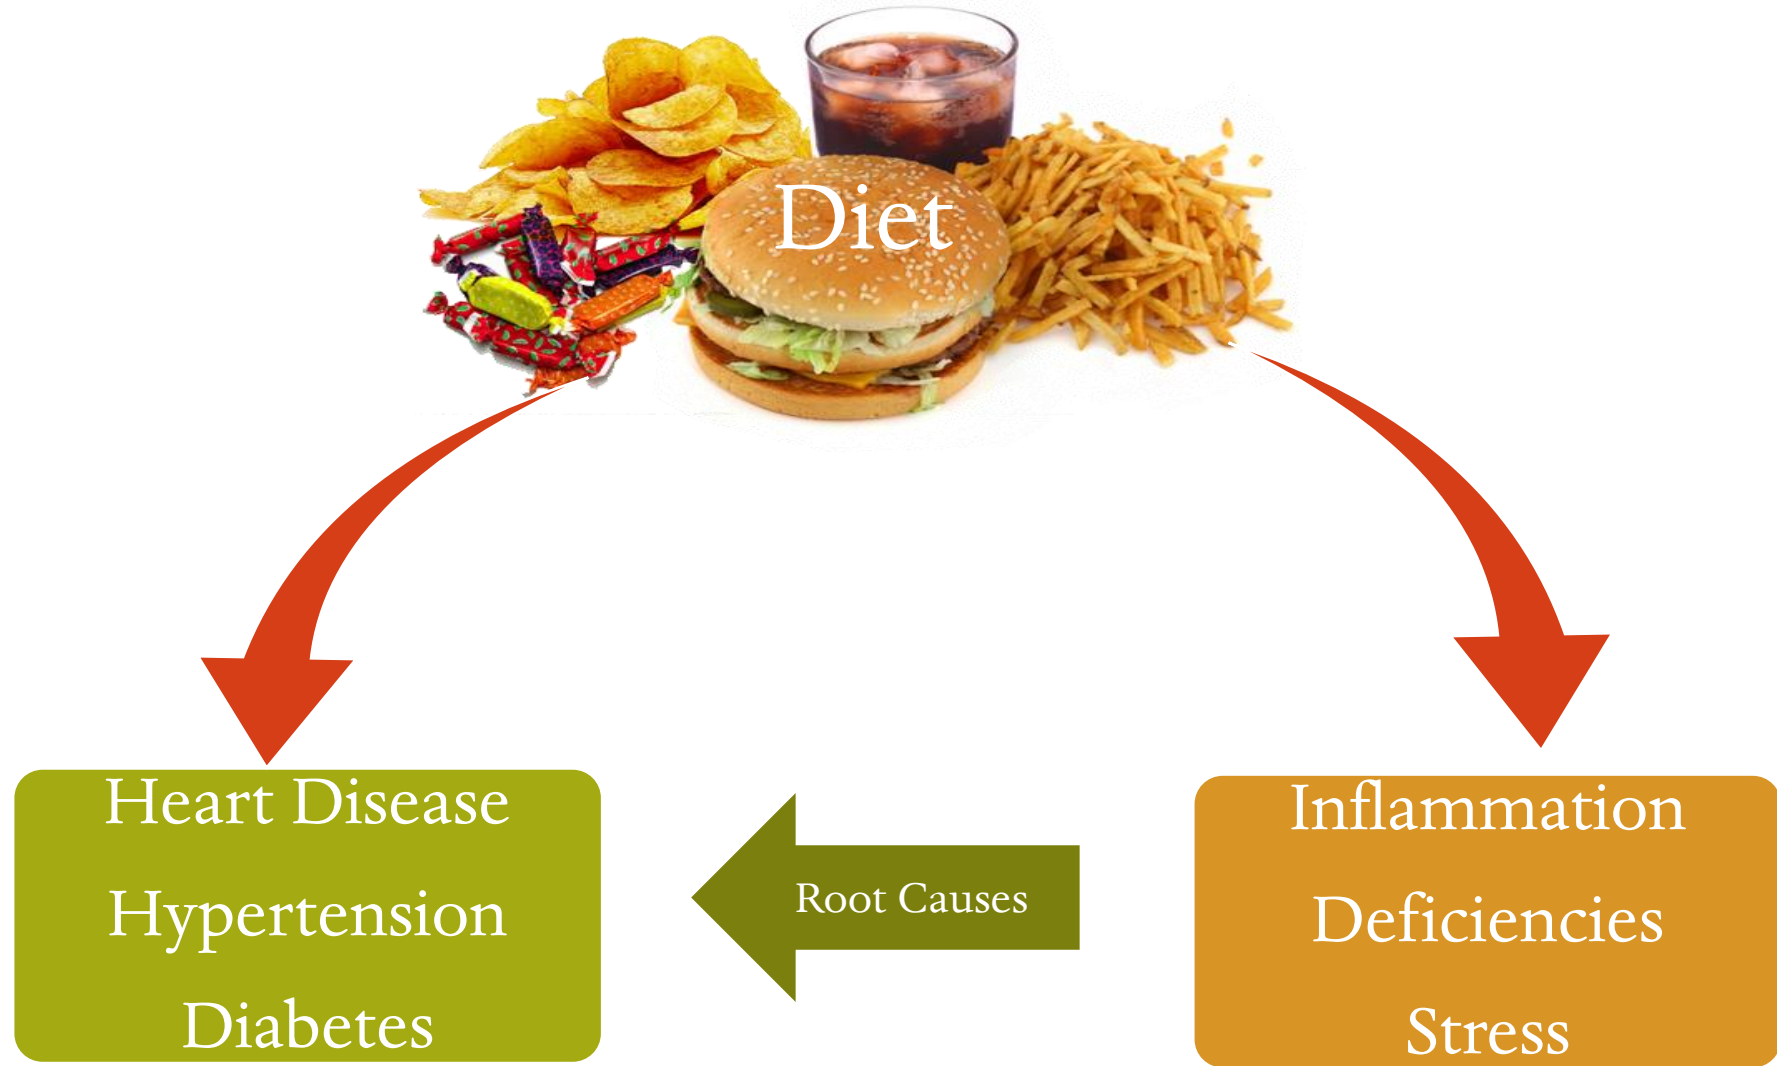 Diet
Heart Disease
Hypertension
Diabetes
Root Causes
Inflammation
Deficiencies
Stress